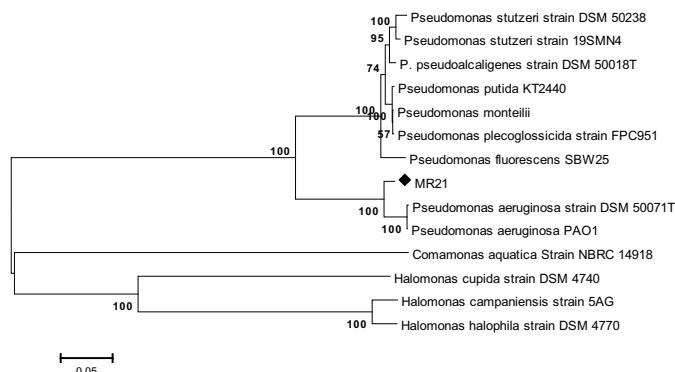 100
Pseudomonas stutzeri strain DSM 50238
95
Pseudomonas stutzeri strain 19SMN4
P. pseudoalcaligenes strain DSM 50018T
74
Pseudomonas putida KT2440
100
100
Pseudomonas monteilii
57
Pseudomonas plecoglossicida strain FPC951
100
Pseudomonas fluorescens SBW25
MR21
100
Pseudomonas aeruginosa strain DSM 50071T
100
Pseudomonas aeruginosa PAO1
Comamonas aquatica Strain NBRC 14918
Halomonas cupida strain DSM 4740
100
Halomonas campaniensis strain 5AG
100
Halomonas halophila strain DSM 4770
0.05